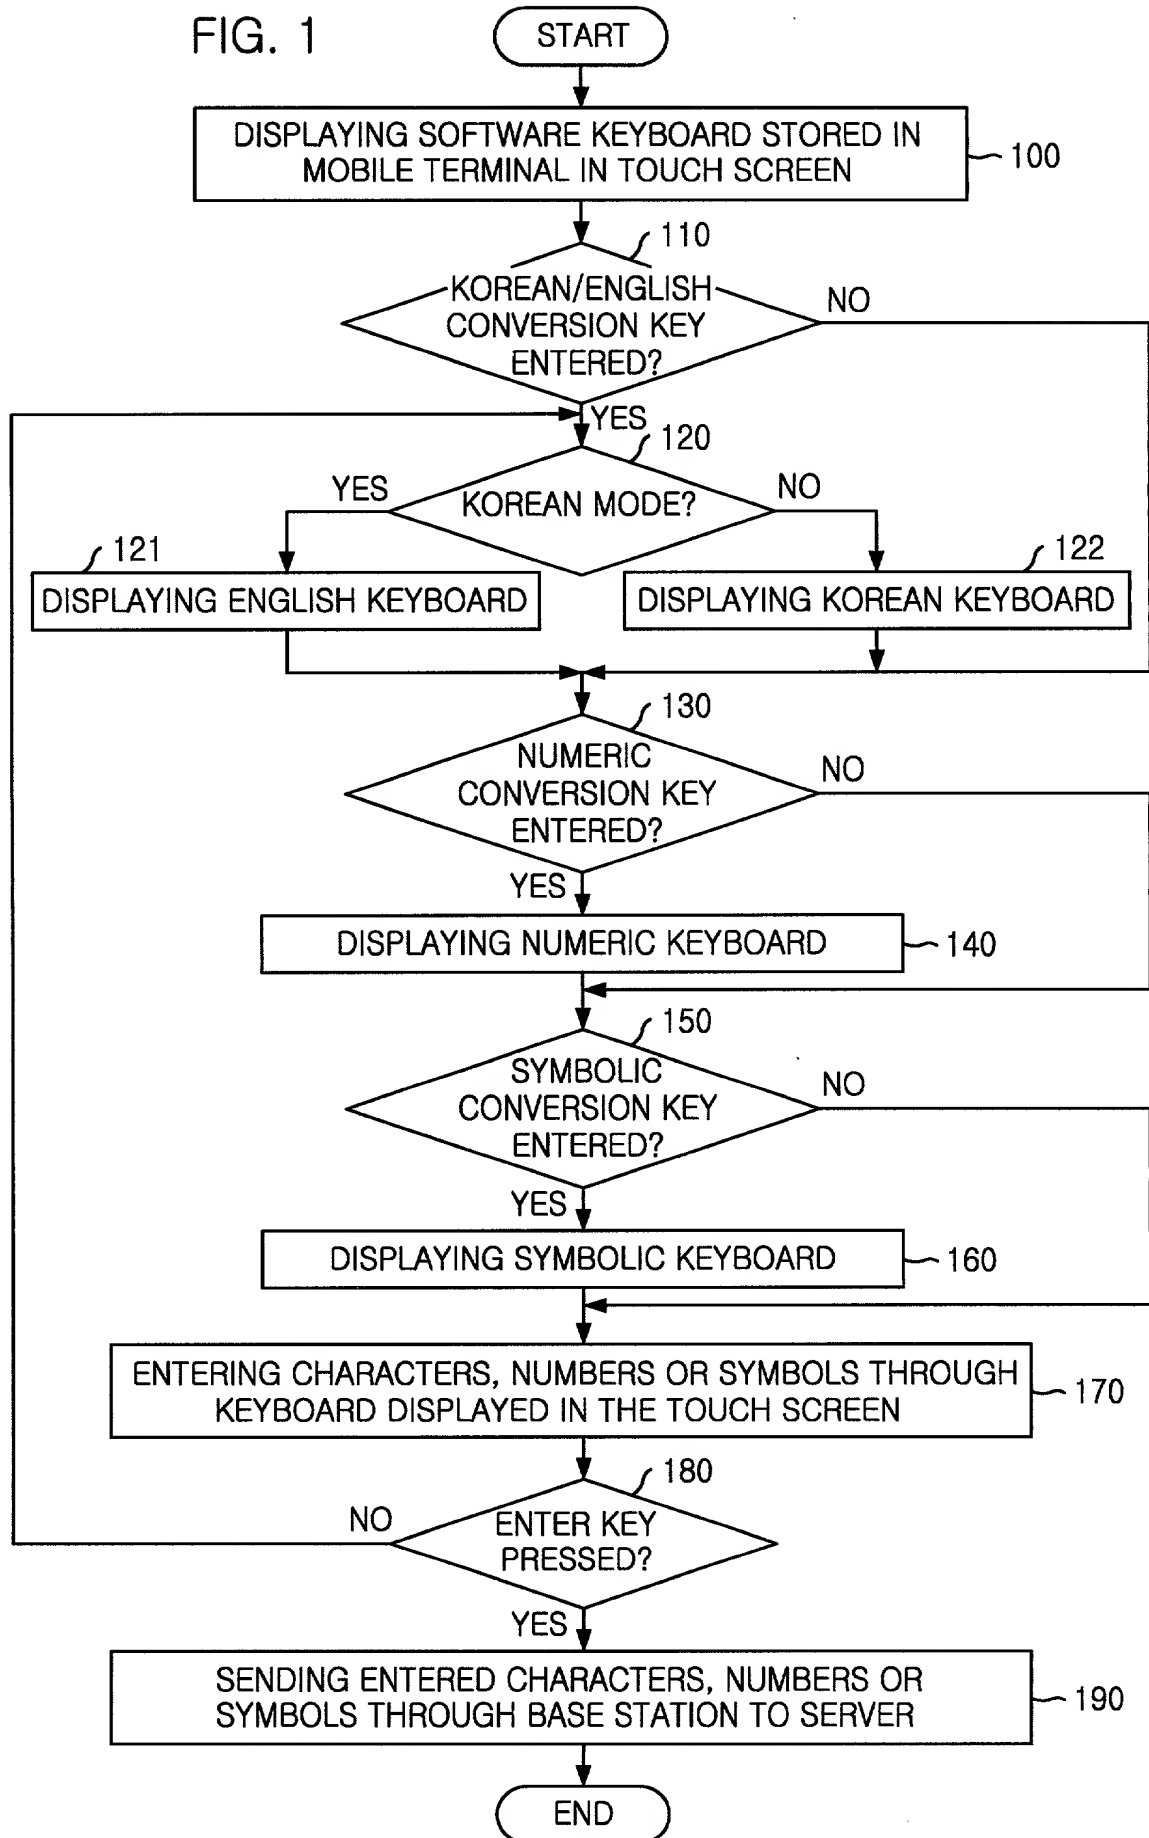 FIG. 1
START
DISPLAYING SOFTWARE KEYBOARD STORED IN
MOBILE TERMINAL IN TOUCH SCREEN
100
110
KOREAN/ENGLISH
CONVERSION KEY
ENTERED?
NO
YES
120
KOREAN MODE?
YES
NO
121
DISPLAYING ENGLISH KEYBOARD
122
DISPLAYING KOREAN KEYBOARD
130
NUMERIC
CONVERSION KEY
ENTERED?
NO
YES
DISPLAYING NUMERIC KEYBOARD
140
150
SYMBOLIC
CONVERSION KEY
ENTERED?
NO
YES
DISPLAYING SYMBOLIC KEYBOARD
160
ENTERING CHARACTERS, NUMBERS OR SYMBOLS THROUGH
KEYBOARD DISPLAYED IN THE TOUCH SCREEN
170
180
ENTER KEY
PRESSED?
NO
YES
SENDING ENTERED CHARACTERS, NUMBERS OR
SYMBOLS THROUGH BASE STATION TO SERVER
190
END